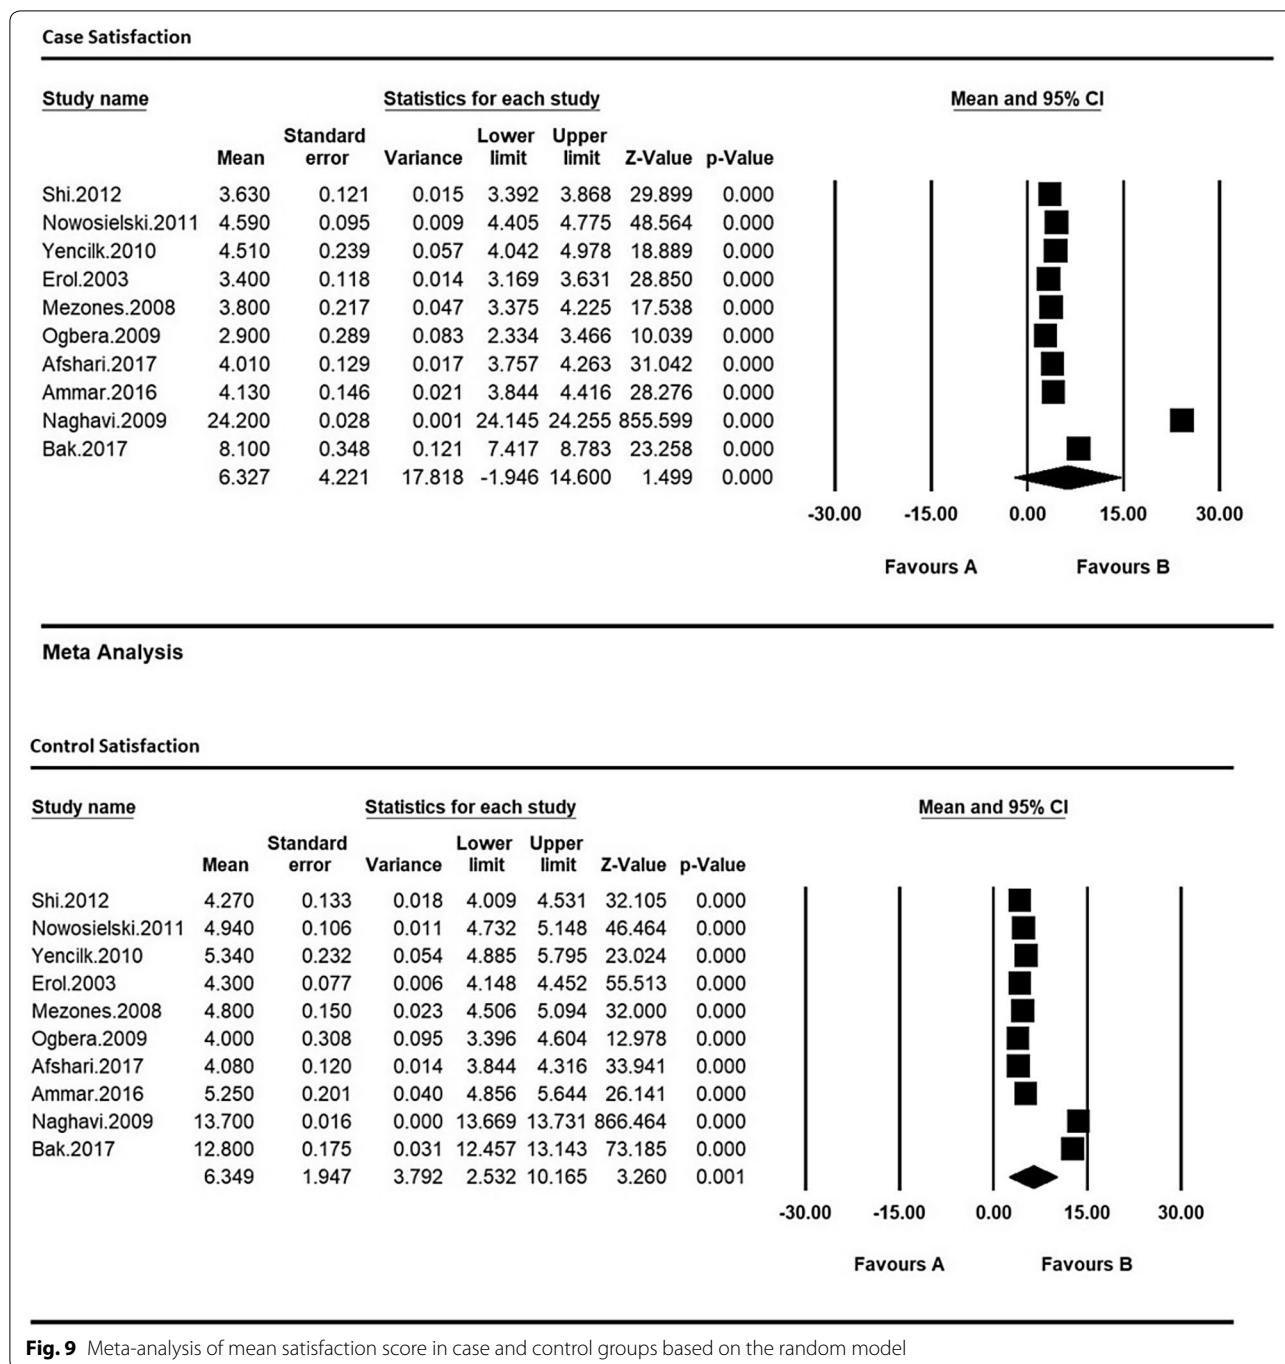 Case Satisfaction
Study name Statistics for each study Mean and 95% CI
Standard Lower Upper
Mean error Variance limit limit Z-Value p-Value
Shi.2012 3.630 0.121 0.015 3.392 3.868 29.899 0.000
Nowosielski.2011 4.590 0.095 0.009 4.405 4.775 48.564 0.000
Yencilk.2010 4.510 0.239 0.057 4.042 4.978 18.889 0.000
Erol.2003 3.400 0.118 0.014 3.169 3.631 28.850 0.000
Mezones.2008 3.800 0.217 0.047 3.375 4.225 17.538 0.000
Ogbera.2009 2.900 0.289 0.083 2.334 3.466 10.039 0.000
Afshari.2017 4.010 0.129 0.017 3.757 4.263 31.042 0.000
Ammar.2016 4.130 0.146 0.021 3.844 4.416 28.276 0.000
Naghavi.2009 24.200 0.028 0.001 24.145 24.255 855.599 0.000
Bak.2017 8.100 0.348 0.121 7.417 8.783 23.258 0.000
6.327 4.221 17.818 -1.946 14.600 1.499 0.000
-30.00 -15.00 0.00 15.00 30.00
Favours A Favours B
Meta Analysis
Control Satisfaction
Study name Statistics for each study Mean and 95% CI
Standard Lower Upper
Mean error Variance limit limit Z-Value p-Value
Shi.2012 4.270 0.133 0.018 4.009 4.531 32.105 0.000
Nowosielski.2011 4.940 0.106 0.011 4.732 5.148 46.464 0.000
Yencilk.2010 5.340 0.232 0.054 4.885 5.795 23.024 0.000
Erol.2003 4.300 0.077 0.006 4.148 4.452 55.513 0.000
Mezones.2008 4.800 0.150 0.023 4.506 5.094 32.000 0.000
Ogbera.2009 4.000 0.308 0.095 3.396 4.604 12.978 0.000
Afshari.2017 4.080 0.120 0.014 3.844 4.316 33.941 0.000
Ammar.2016 5.250 0.201 0.040 4.856 5.644 26.141 0.000
Naghavi.2009 13.700 0.016 0.000 13.669 13.731 866.464 0.000
Bak.2017 12.800 0.175 0.031 12.457 13.143 73.185 0.000
6.349 1.947 3.792 2.532 10.165 3.260 0.001
-30.00 -15.00 0.00 15.00 30.00
Favours A Favours B
Fig. 9 Meta-analysis of mean satisfaction score in case and control groups based on the random model